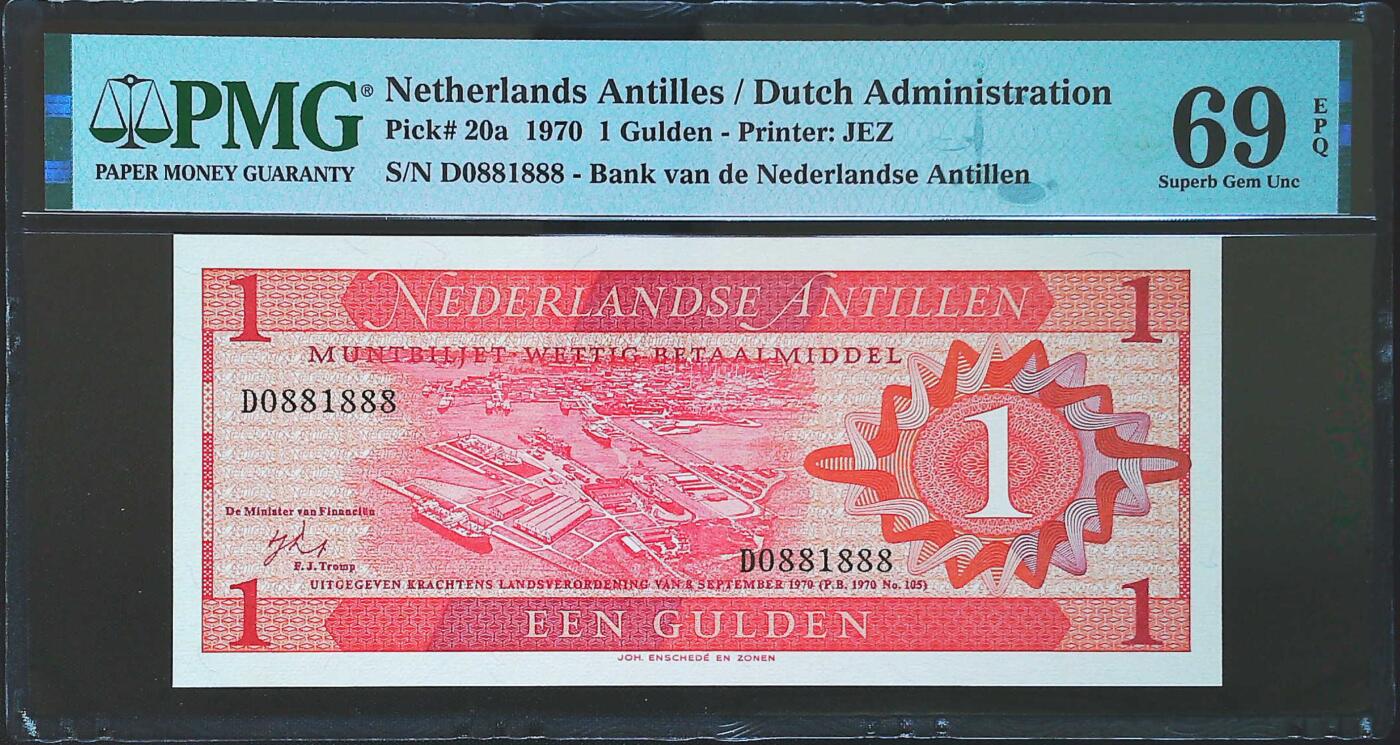 PMG®
PAPER MONEY GUARANTY
Netherlands Antilles / Dutch Administration
Pick# 20a 1970 1 Gulden - Printer: JEZ
S/N D0881888 - Bank van de Nederlandse Antillen
69
EPQ
Superb Gem Unc
1 NEDERLANDSE ANTILLEN 1
MUNTBILJET·WETTIG BETAALMIDDEL
D0881888
1
De Minister van Financiën
F. J. Tromp
D0881888
UITGEGEVEN KRACHTENS LANDSVERORDENING VAN 8 SEPTEMBER 1970 (P.B. 1970 No. 105)
1 EEN GULDEN 1
JOH. ENSCHEDÉ EN ZONEN